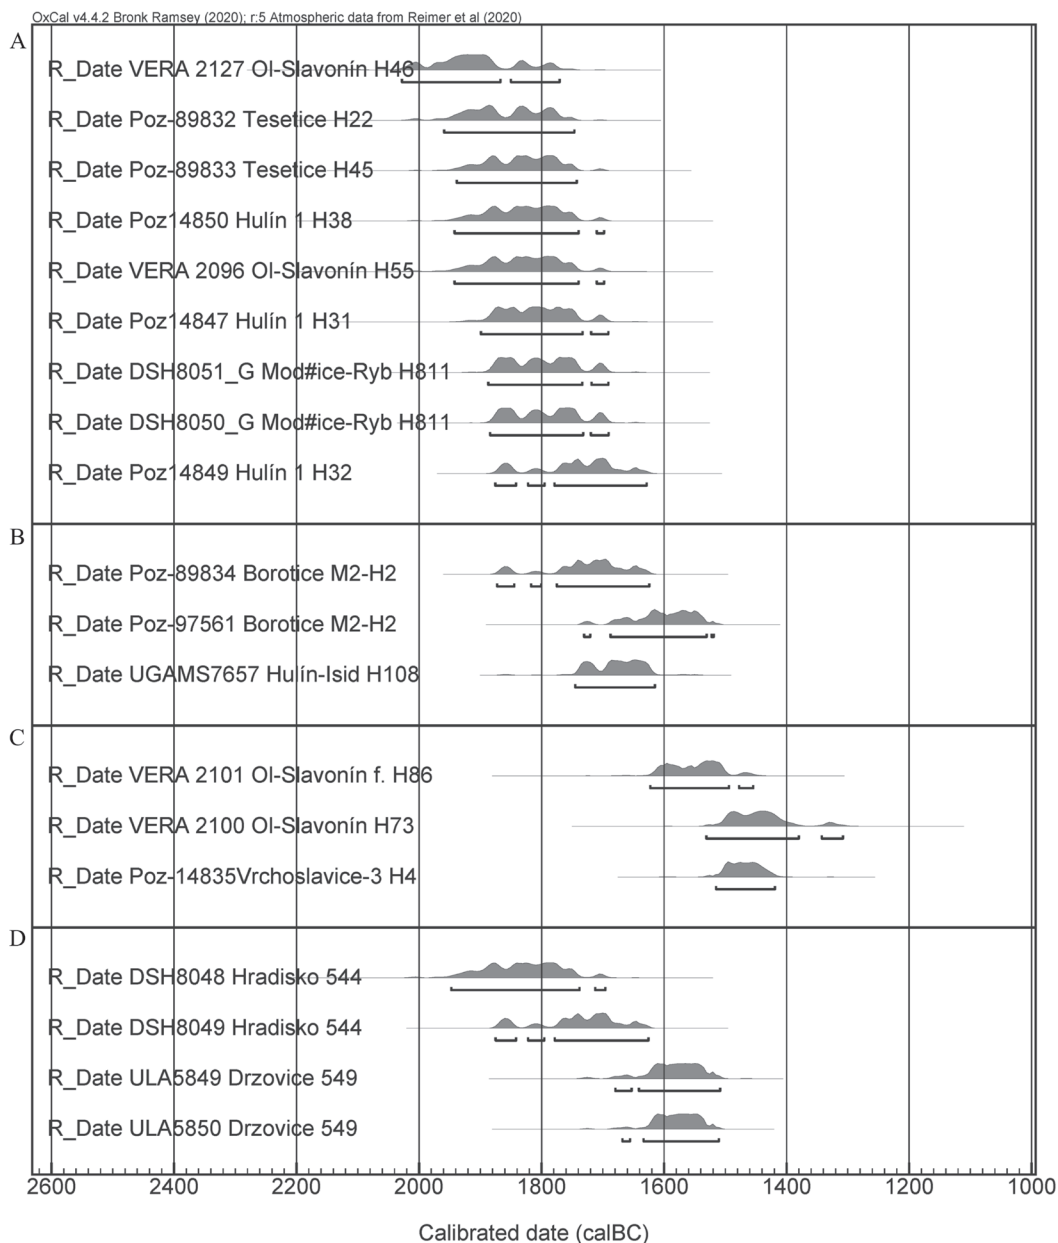 OxCal v4.4.2 Bronk Ramsey (2020); r:5 Atmospheric data from Reimer et al (2020)
A
R_Date VERA 2127 Ol-Slavonín H46
R_Date Poz-89832 Tesetice H22
R_Date Poz-89833 Tesetice H45
R_Date Poz14850 Hulín 1 H38
R_Date VERA 2096 Ol-Slavonín H55
R_Date Poz14847 Hulín 1 H31
R_Date DSH8051_G Mod#ice-Ryb H811
R_Date DSH8050_G Mod#ice-Ryb H811
R_Date Poz14849 Hulín 1 H32
B
R_Date Poz-89834 Borotice M2-H2
R_Date Poz-97561 Borotice M2-H2
R_Date UGAMS7657 Hulín-Isid H108
C
R_Date VERA 2101 Ol-Slavonín f. H86
R_Date VERA 2100 Ol-Slavonín H73
R_Date Poz-14835Vrchoslavice-3 H4
D
R_Date DSH8048 Hradisko 544
R_Date DSH8049 Hradisko 544
R_Date ULA5849 Drzovice 549
R_Date ULA5850 Drzovice 549
2600 2400 2200 2000 1800 1600 1400 1200 1000
Calibrated date (calBC)